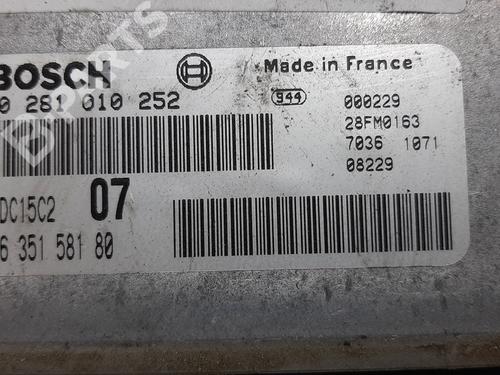 BOSCH
Made in France
0 281 010 252
944
000229
28FM0163
7036 1071
08229
DC15C2
07
6 351 581 80